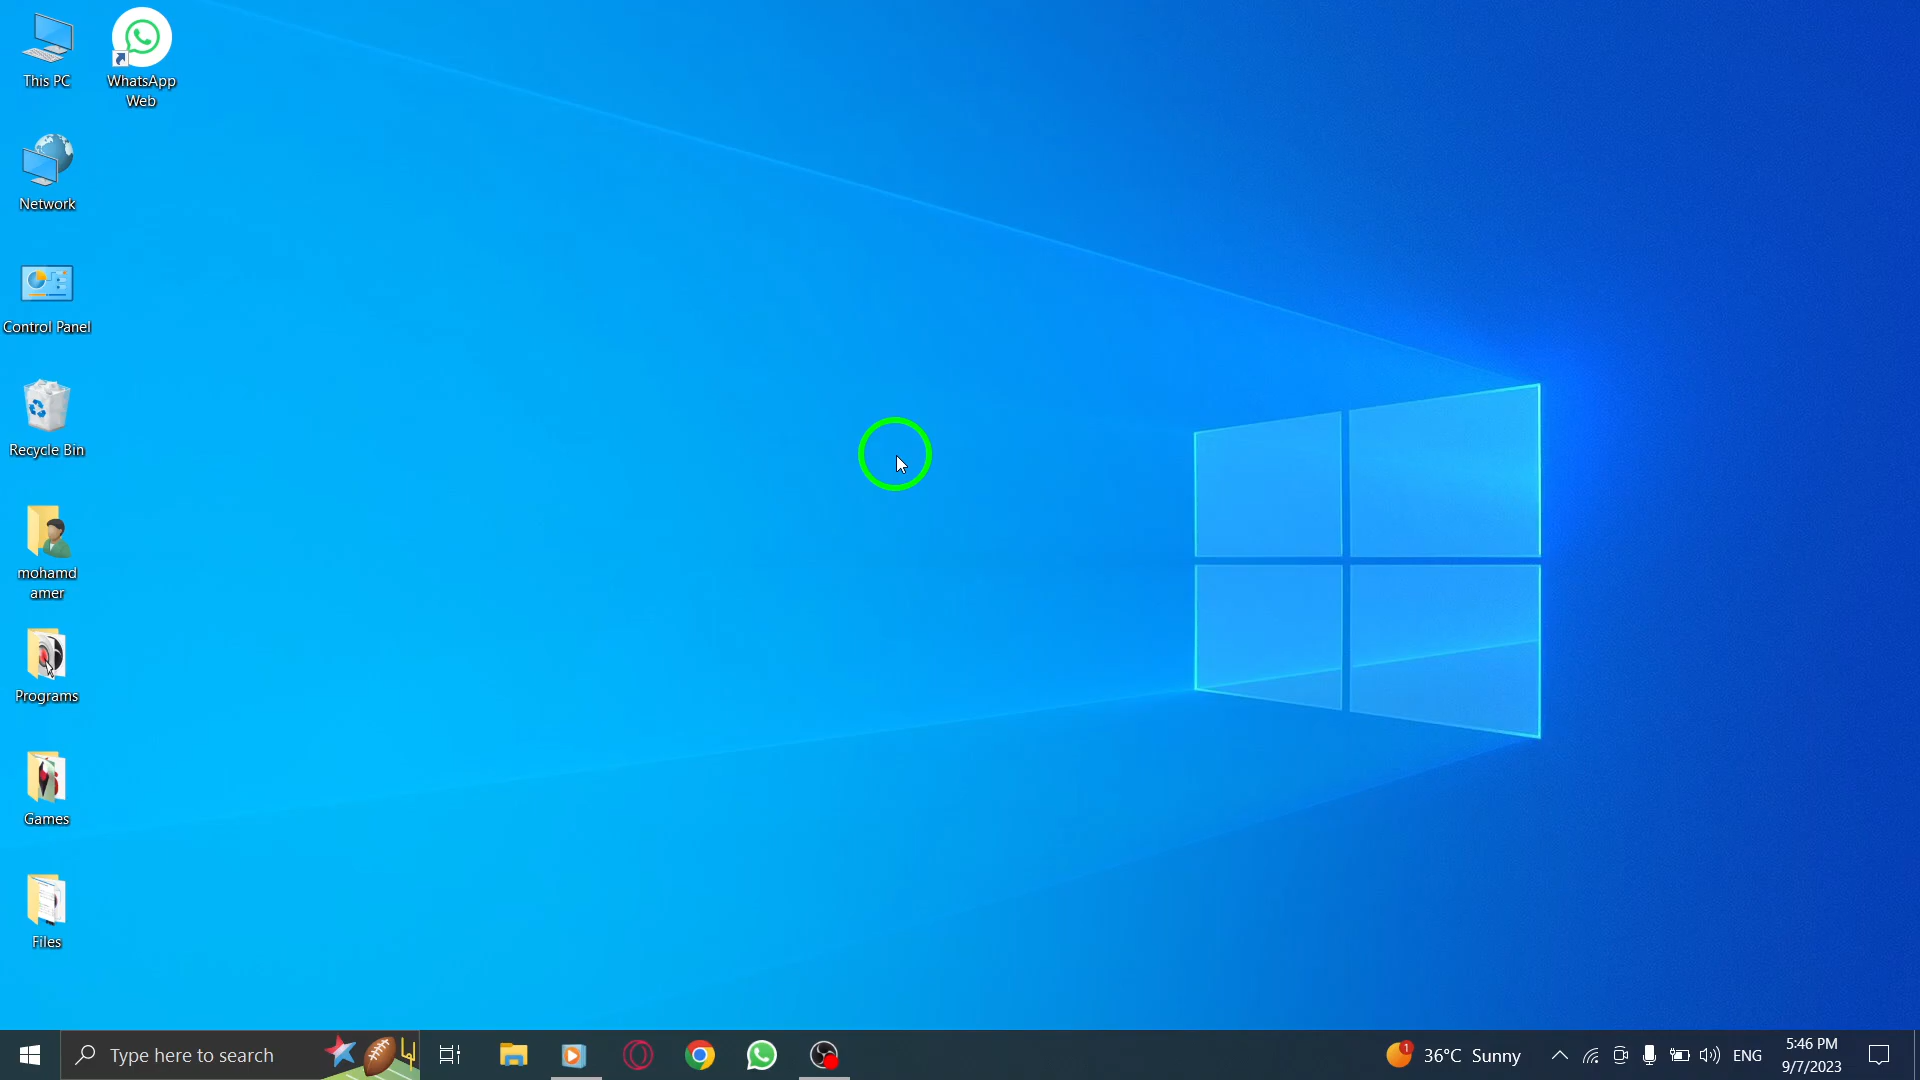 This PC
WhatsApp
Web
Network
Control Panel
Recycle Bin
mohamd
amer
Programs
Games
Files
Type here to search
1
36°C Sunny
ENG
5:46 PM
9/7/2023